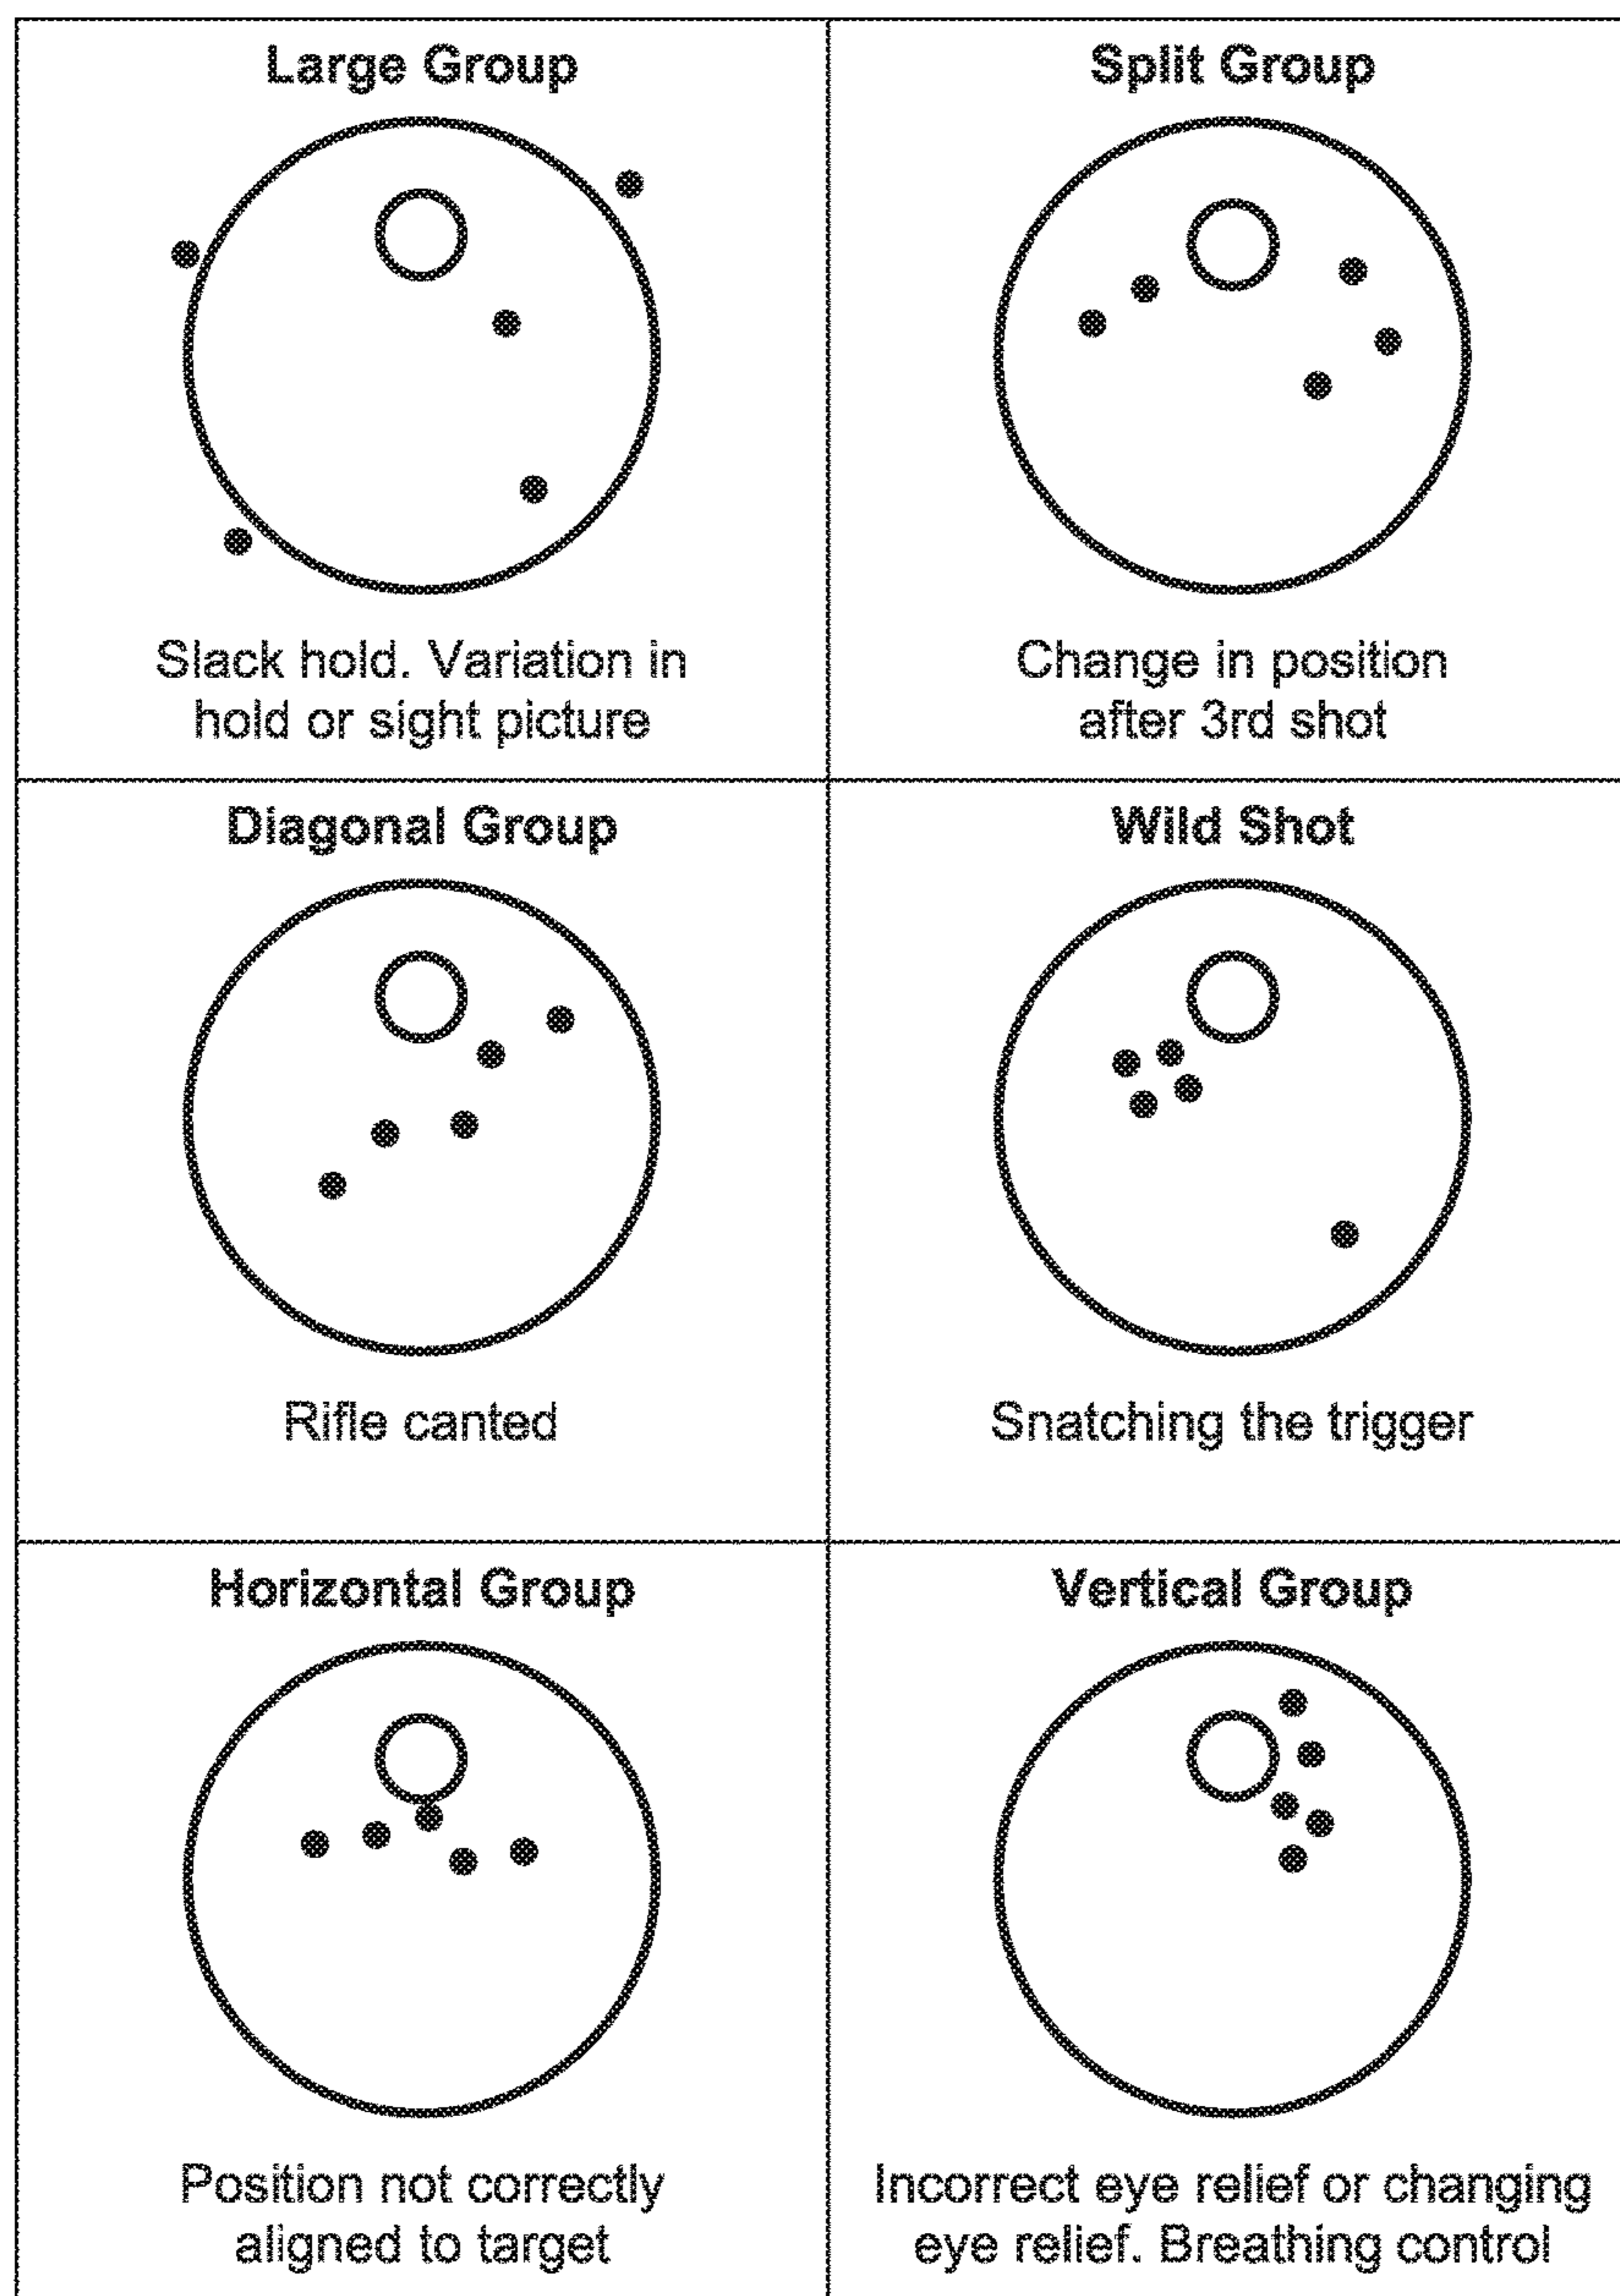 Large Group
Slack hold. Variation in
hold or sight picture
Split Group
Change in position
after 3rd shot
Diagonal Group
Rifle canted
Wild Shot
Snatching the trigger
Horizontal Group
Position not correctly
aligned to target
Vertical Group
Incorrect eye relief or changing
eye relief. Breathing control